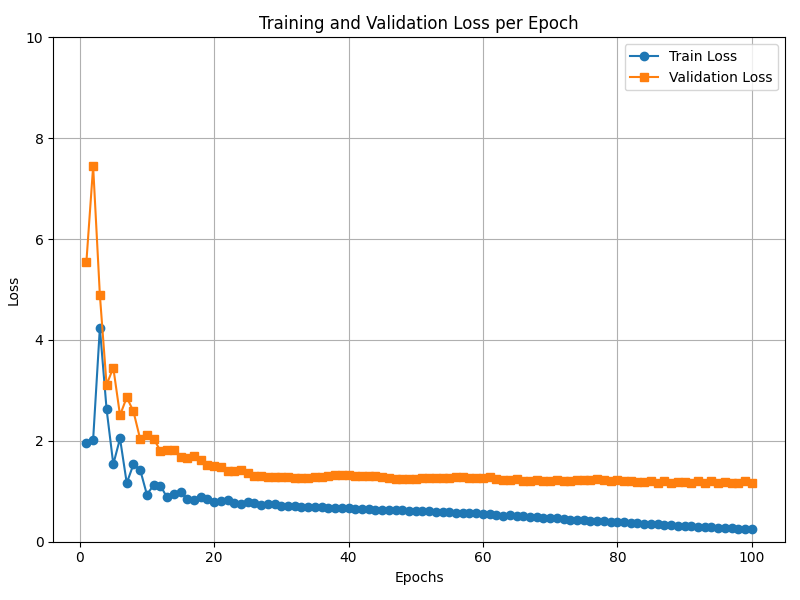 Training and Validation Loss per Epoch
10
8
6
4
2
0
Loss
Train Loss
Validation Loss
0 20 40 60 80 100
Epochs